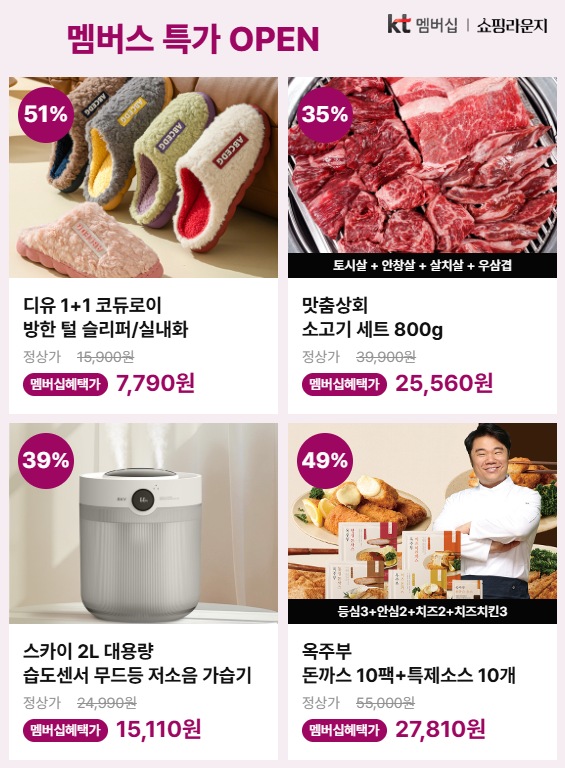 멤버스 특가 OPEN
kt 멤버십 | 쇼핑라운지
51%
ABCEDG
ABCEDG
디유 1+1 코듀로이
방한 털 슬리퍼/실내화
정상가 15,900원
멤버십혜택가 7,790원
35%
토시살 + 안창살 + 살치살 + 우삼겹
맛춤상회
소고기 세트 800g
정상가 39,900원
멤버십혜택가 25,560원
39%
스카이 2L 대용량
습도센서 무드등 저소음 가습기
정상가 24,990원
멤버십혜택가 15,110원
49%
등심3+안심2+치즈2+치즈치킨3
옥주부
돈까스 10팩+특제소스 10개
정상가 55,000원
멤버십혜택가 27,810원